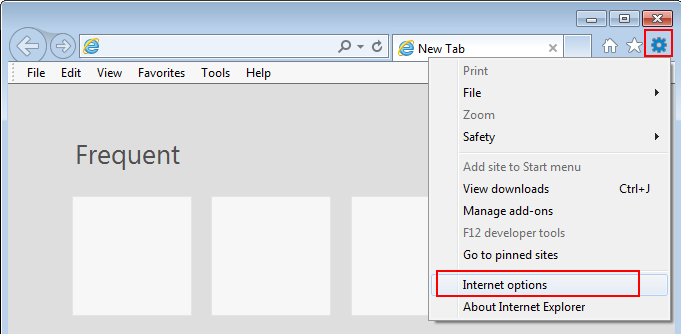 New Tab
File Edit View Favorites Tools Help
Print
File
Zoom
Safety
Add site to Start menu
View downloads Ctrl+J
Manage add-ons
F12 developer tools
Go to pinned sites
Internet options
About Internet Explorer
Frequent